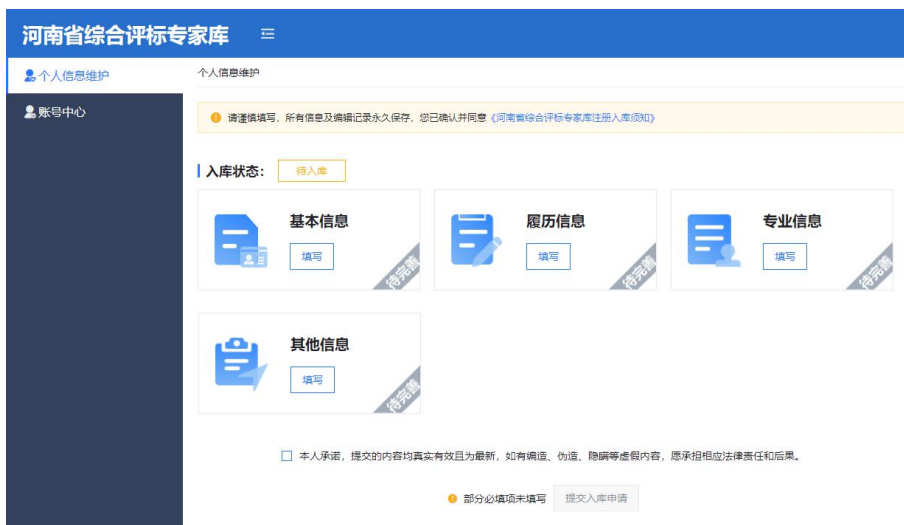 河南省综合评标专家库
个人信息维护
账号中心
个人信息维护
请谨慎填写，所有信息及编辑记录永久保存，您已确认并同意《河南省综合评标专家库注册入库须知》
入库状态： 待入库
基本信息
填写
待完善
履历信息
填写
待完善
专业信息
填写
待完善
其他信息
填写
待完善
本人承诺，提交的内容均真实有效且为最新，如有编造、伪造、隐瞒等虚假内容，愿承担相应法律责任和后果。
部分必填项未填写 提交入库申请